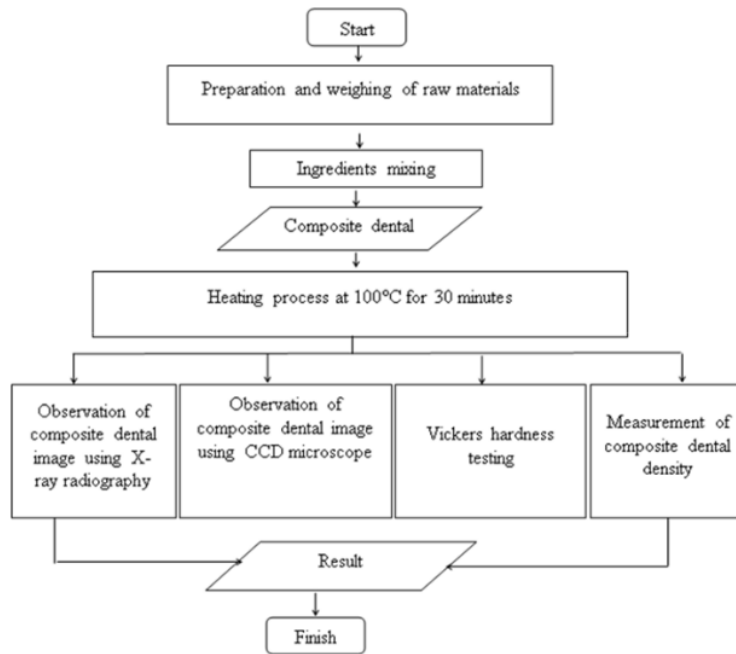 Start
Preparation and weighing of raw materials
Ingredients mixing
Composite dental
Heating process at 100°C for 30 minutes
Observation of
composite dental
image using X-
ray radiography
Observation of
composite dental image
using CCD microscope
Vickers hardness
testing
Measurement of
composite dental
density
Result
Finish